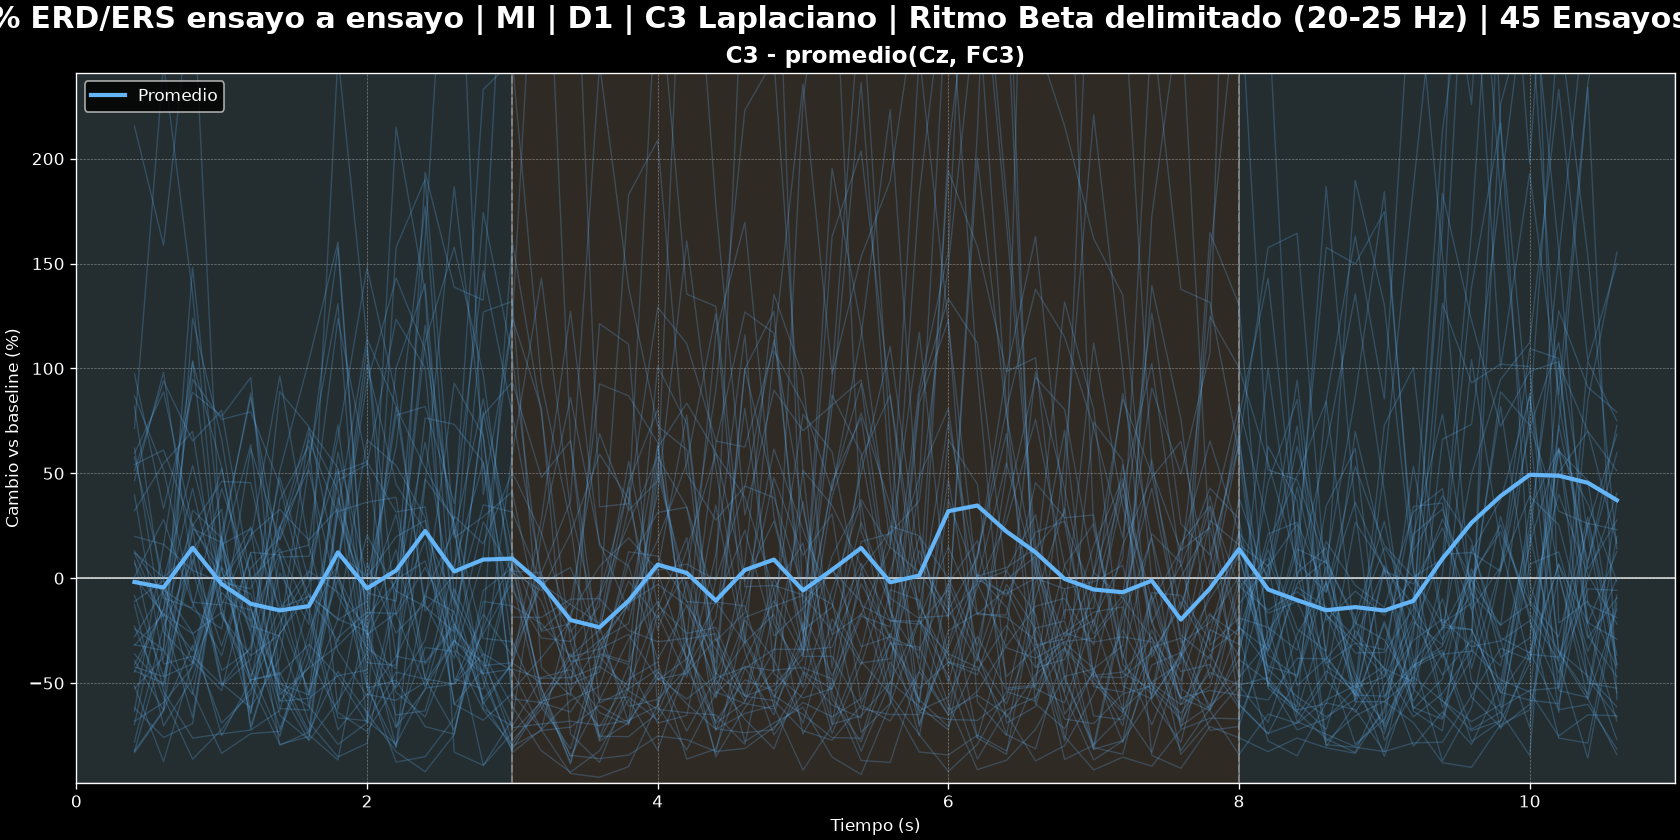 % ERD/ERS ensayo a ensayo | MI | D1 | C3 Laplaciano | Ritmo Beta delimitado (20-25 Hz) | 45 Ensayos
C3 - promedio(Cz, FC3)
Promedio
Cambio vs baseline (%)
200
150
100
50
0
−50
0 2 4 6 8 10
Tiempo (s)